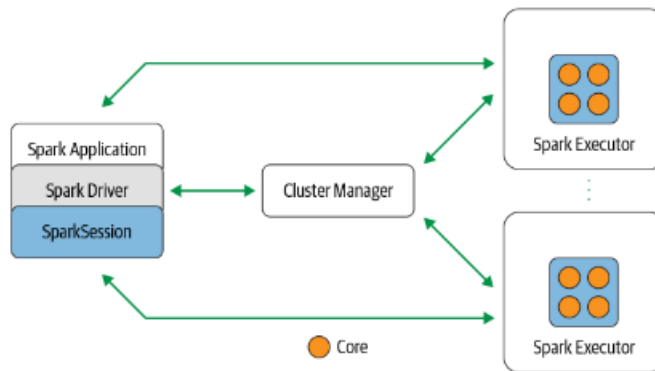 Spark Application
Spark Driver
SparkSession
Cluster Manager
Spark Executor
Spark Executor
Core